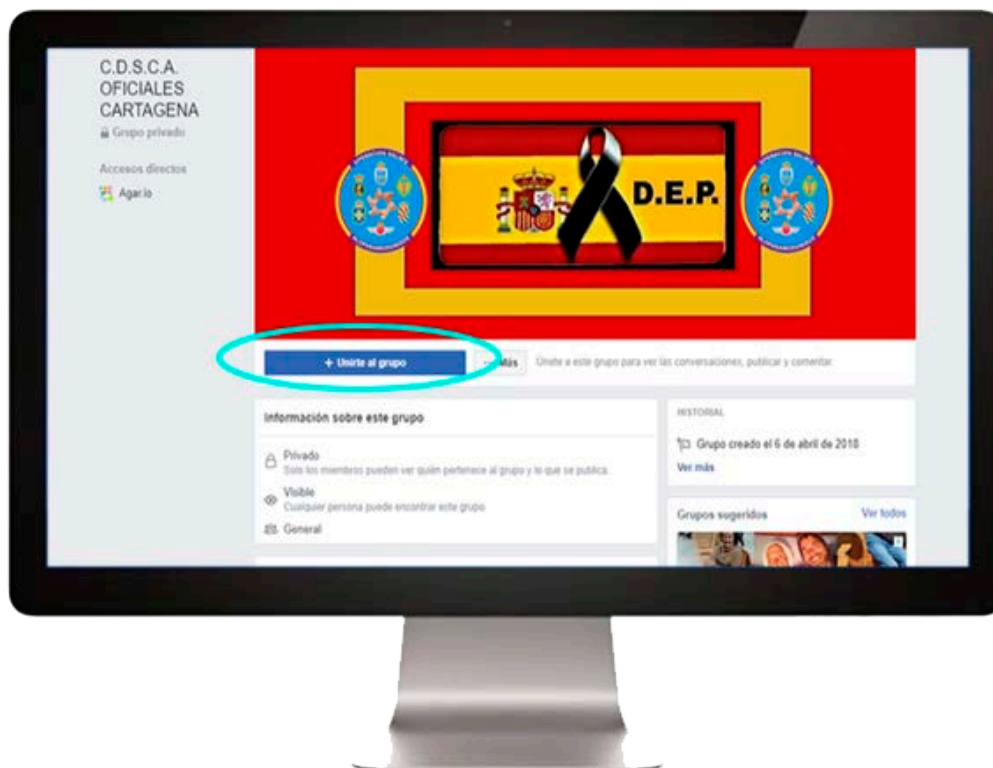 C.D.S.C.A.
OFICIALES
CARTAGENA
Grupo privado
Accesos directos
Agar.io
D.E.P.
+ Unirte al grupo
··· Más
Únete a este grupo para ver las conversaciones, publicar y comentar.
Información sobre este grupo
Privado
Solo los miembros pueden ver quién pertenece al grupo y lo que se publica.
Visible
Cualquier persona puede encontrar este grupo.
General
HISTORIAL
Grupo creado el 6 de abril de 2018
Ver más
Grupos sugeridos
Ver todos